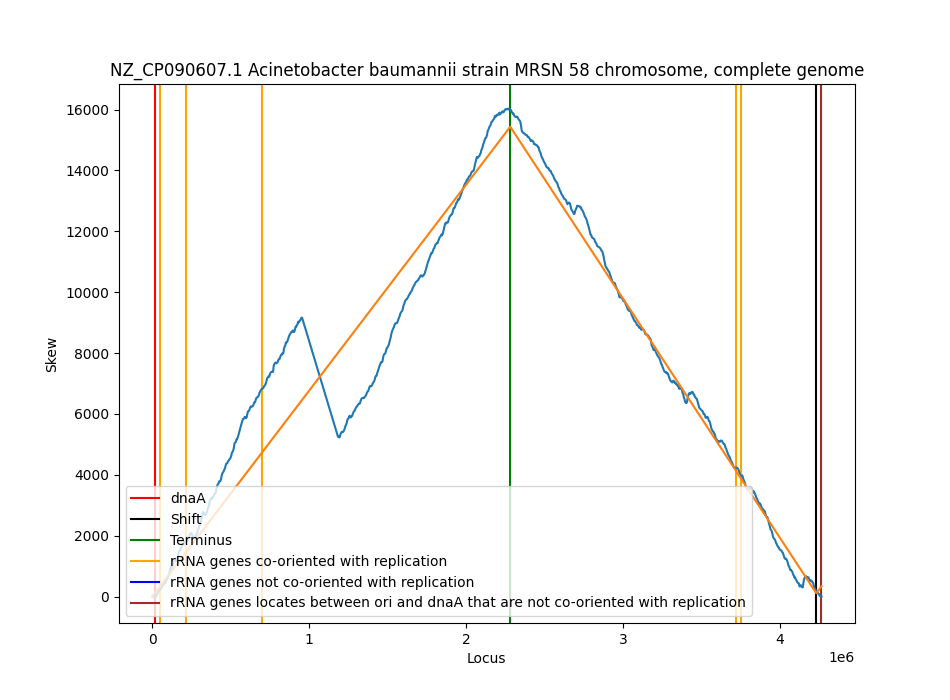 NZ_CP090607.1 Acinetobacter baumannii strain MRSN 58 chromosome, complete genome
Skew
16000
14000
12000
10000
8000
6000
4000
2000
0
dnaA
Shift
Terminus
rRNA genes co-oriented with replication
rRNA genes not co-oriented with replication
rRNA genes locates between ori and dnaA that are not co-oriented with replication
0 1 2 3 4
1e6
Locus